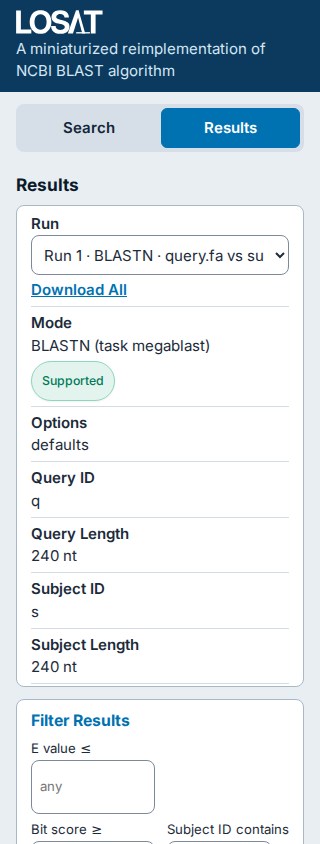 LOSAT
A miniaturized reimplementation of
NCBI BLAST algorithm
Search
Results
Results
Run
Run 1 · BLASTN · query.fa vs su
Download All
Mode
BLASTN (task megablast)
Supported
Options
defaults
Query ID
q
Query Length
240 nt
Subject ID
s
Subject Length
240 nt
Filter Results
E value ≤
any
Bit score ≥
Subject ID contains